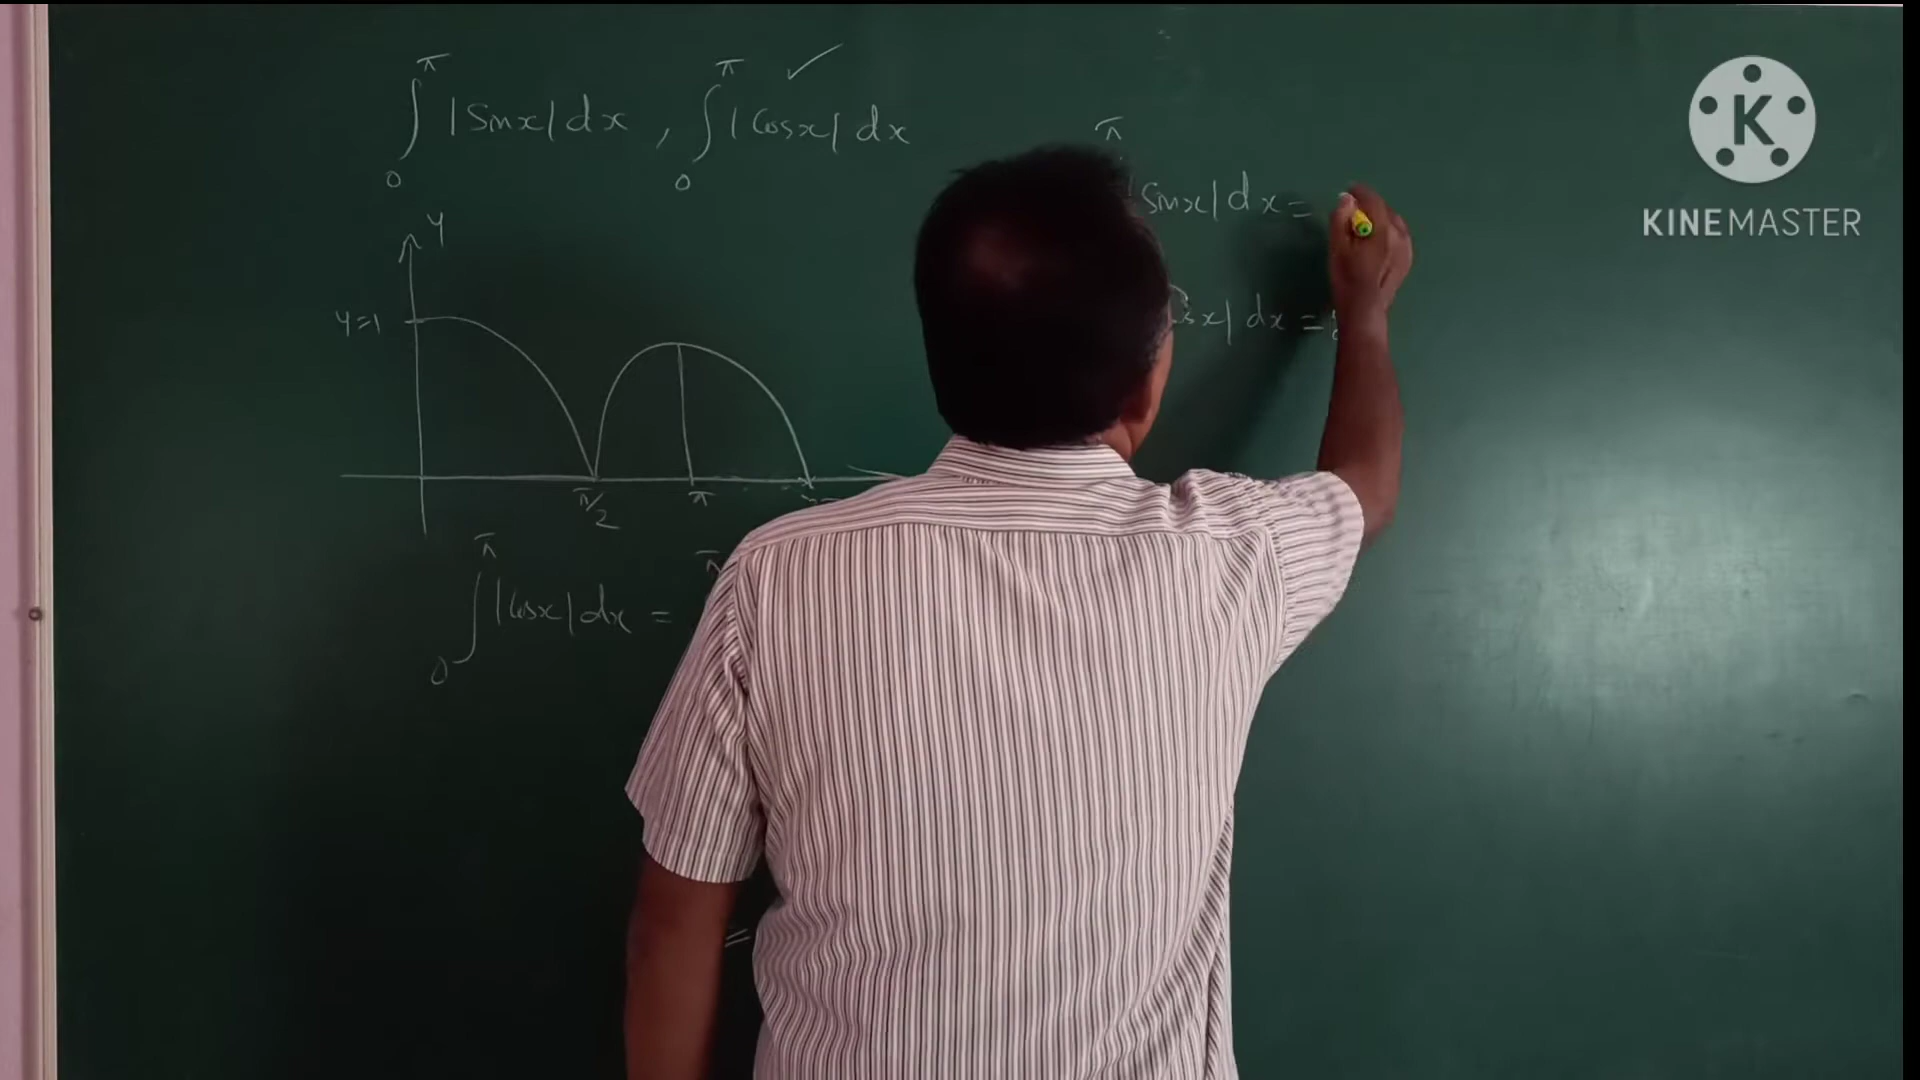 ∫₀^π |Sinx| dx , ∫₀^π |Cosx| dx ✓
π
Sinx| dx =
Y
Y=1
Cosx| dx =
π/2 π
π π
∫₀^π |Cosx| dx =
=
K
KINEMASTER